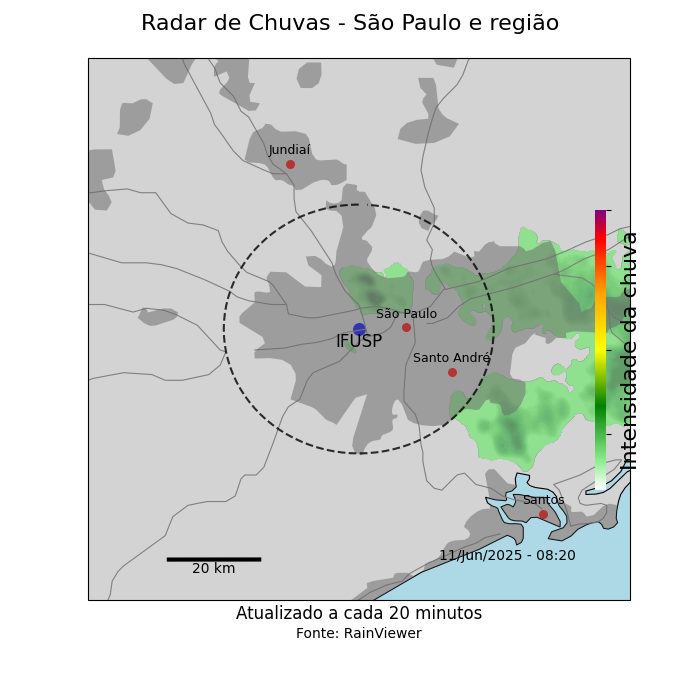 Radar de Chuvas - São Paulo e região
Jundiaí
São Paulo
IFUSP
Santo André
Intensidade da chuva
Santos
11/Jun/2025 - 08:20
20 km
Atualizado a cada 20 minutos
Fonte: RainViewer